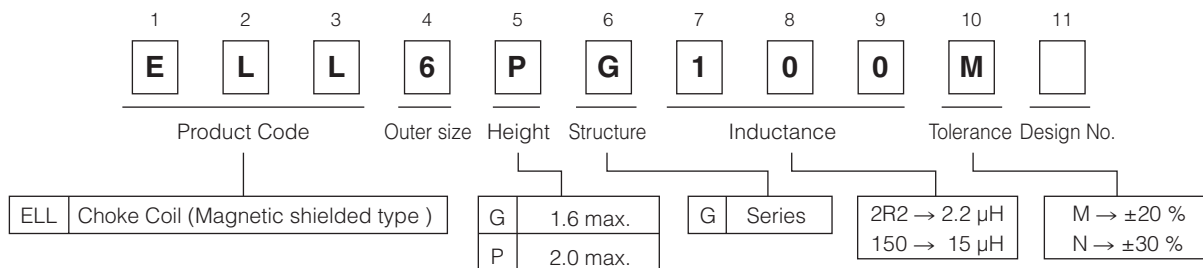 1 2 3 4 5 6 7 8 9 10 11
E L L 6 P G 1 0 0 M
Product Code Outer size Height Structure Inductance Tolerance Design No.
ELL Choke Coil (Magnetic shielded type )
G 1.6 max.
P 2.0 max.
G Series
2R2 → 2.2 µH
150 → 15 µH
M → ±20 %
N → ±30 %